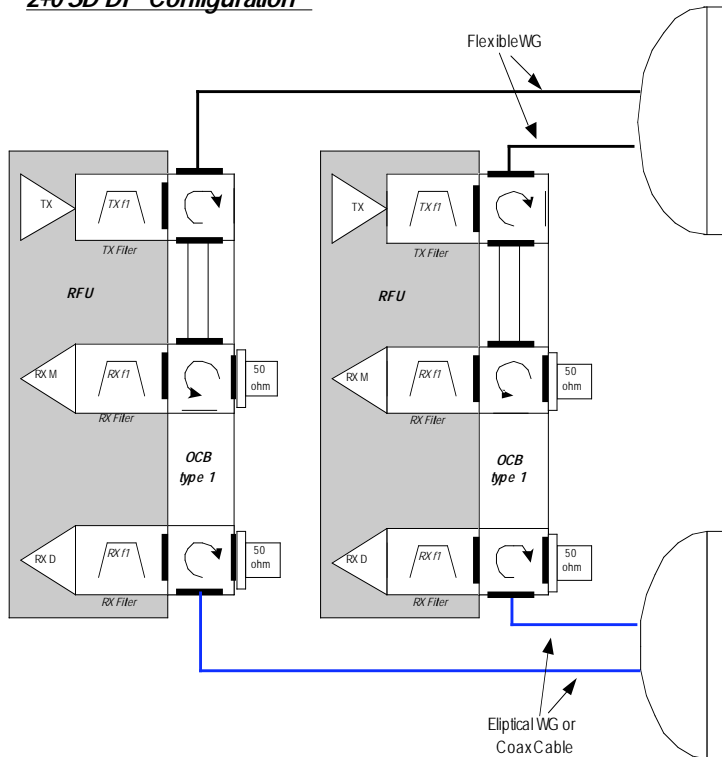 2+0 SD DP Configuration
FlexibleWG
TX
TX f1
TX Filter
RFU
RX M
RX f1
RX Filter
50
ohm
OCB
type 1
RX D
RX f1
RX Filter
50
ohm
TX
TX f1
TX Filter
RFU
RX M
RX f1
RX Filter
50
ohm
OCB
type 1
RX D
RX f1
RX Filter
50
ohm
Eliptical WG or
Coax Cable